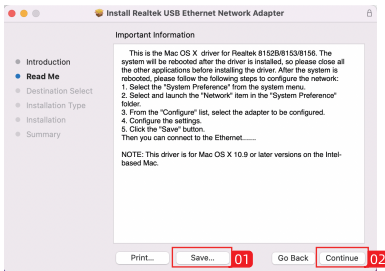 Install Realtek USB Ethernet Network Adapter
Important Information
Introduction
Read Me
Destination Select
Installation Type
Installation
Summary
This is the Mac OS X driver for Realtek 8152B/8153/8156. The
system will be rebooted after the driver is installed, so please close all
the other applications before installing the driver. After the system is
rebooted, please follow the following steps to configure the network:
1. Select the "System Preference" from the system menu.
2. Select and launch the "Network" item in the "System Preference"
folder.
3. From the "Configure" list, select the adapter to be configured.
4. Configure the settings.
5. Click the "Save" button.
Then you can connect to the Ethernet.......
NOTE: This driver is for Mac OS X 10.9 or later versions on the Intel-
based Mac.
Print... Save... 01 Go Back Continue 02